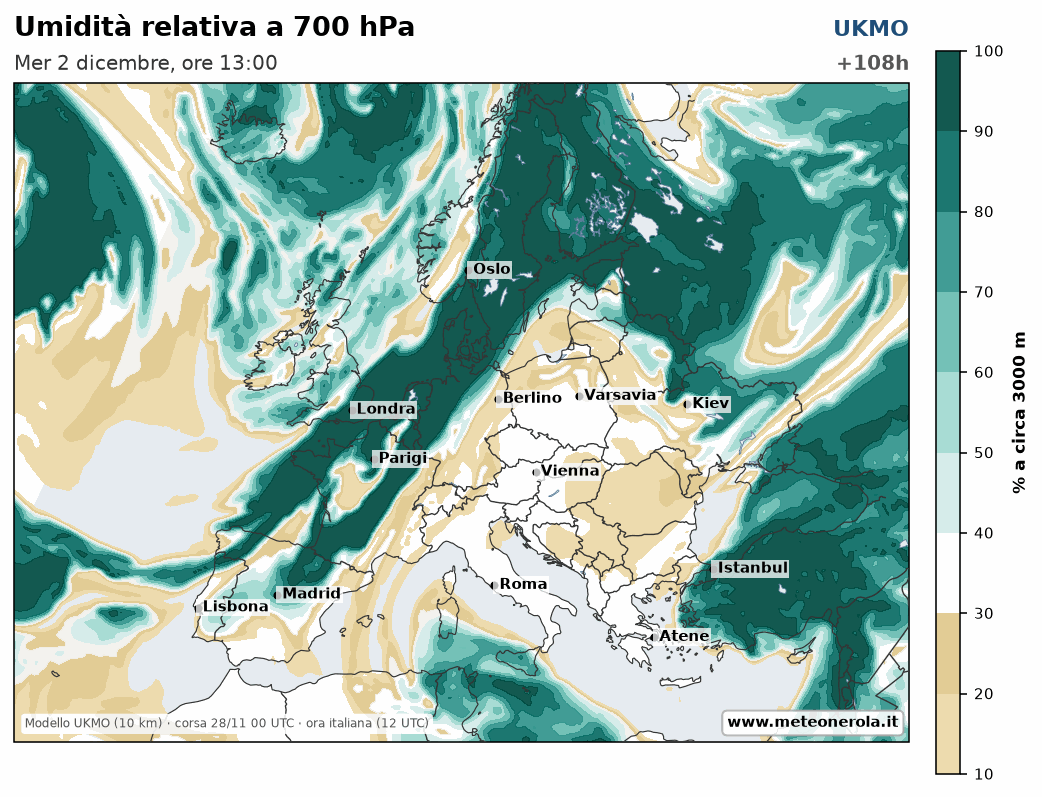 Umidità relativa a 700 hPa
UKMO
Mer 2 dicembre, ore 13:00
+108h
100
90
80
70
60
50
40
30
20
10
% a circa 3000 m
Oslo
Londra
Berlino
Varsavia
Kiev
Parigi
Vienna
Istanbul
Roma
Madrid
Lisbona
Atene
Modello UKMO (10 km) · corsa 28/11 00 UTC · ora italiana (12 UTC)
www.meteonerola.it